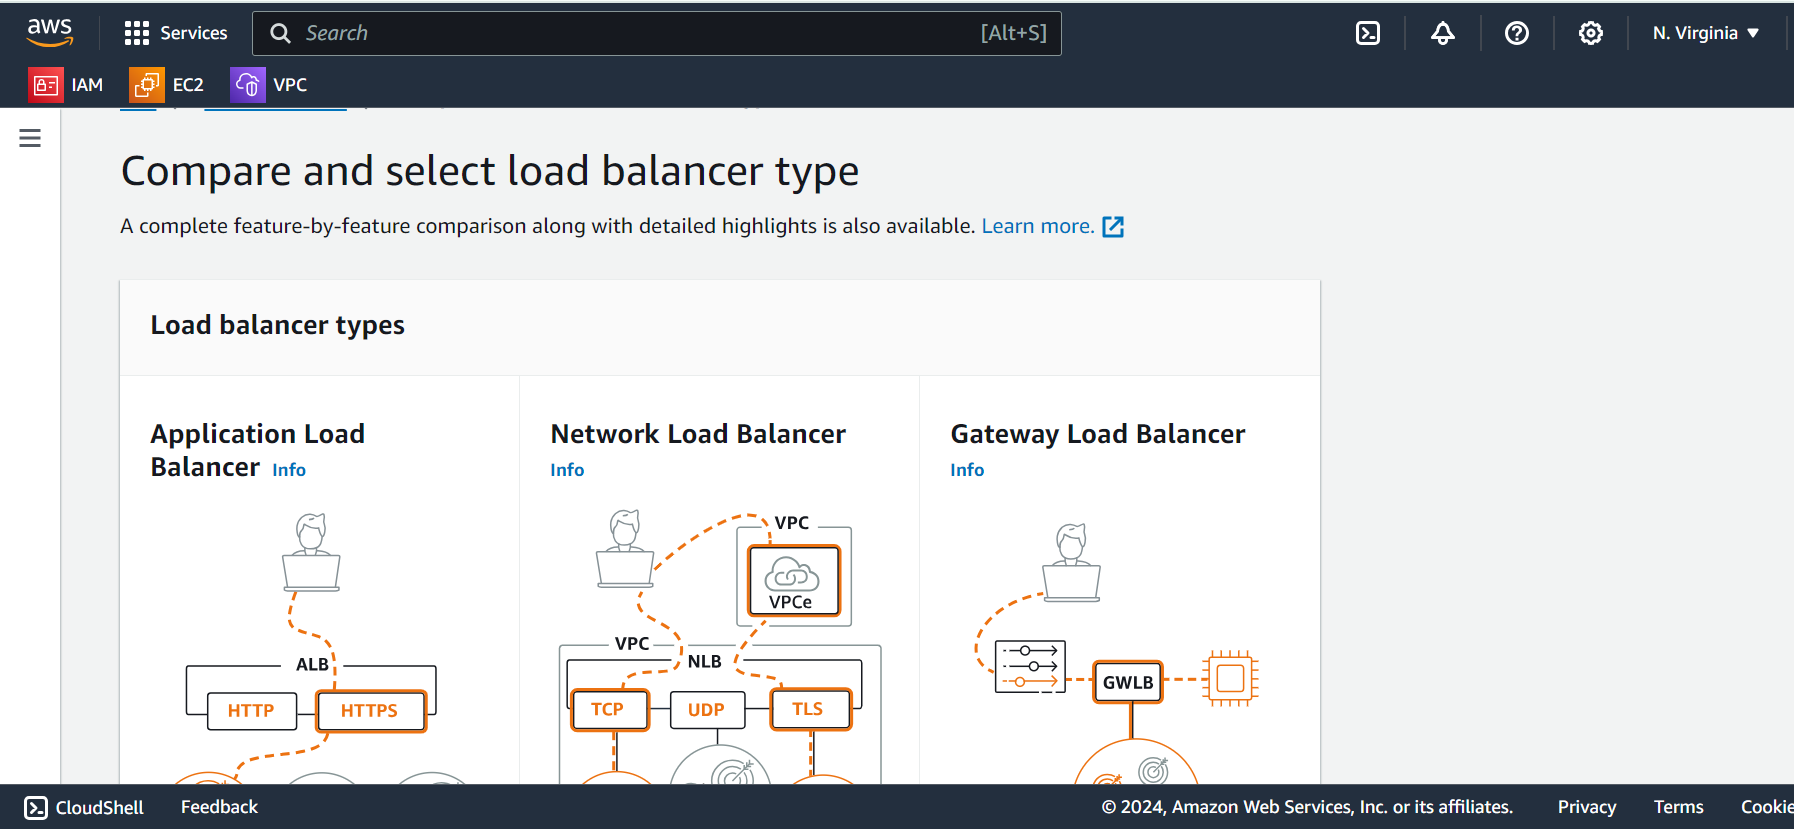 aws
Services
Search
[Alt+S]
N. Virginia
IAM
EC2
VPC
Compare and select load balancer type
A complete feature-by-feature comparison along with detailed highlights is also available. Learn more.
Load balancer types
Application Load
Balancer Info
ALB
HTTP
HTTPS
Network Load Balancer
Info
VPC
VPCe
VPC
NLB
TCP
UDP
TLS
Gateway Load Balancer
Info
GWLB
CloudShell
Feedback
© 2024, Amazon Web Services, Inc. or its affiliates.
Privacy
Terms
Cookie